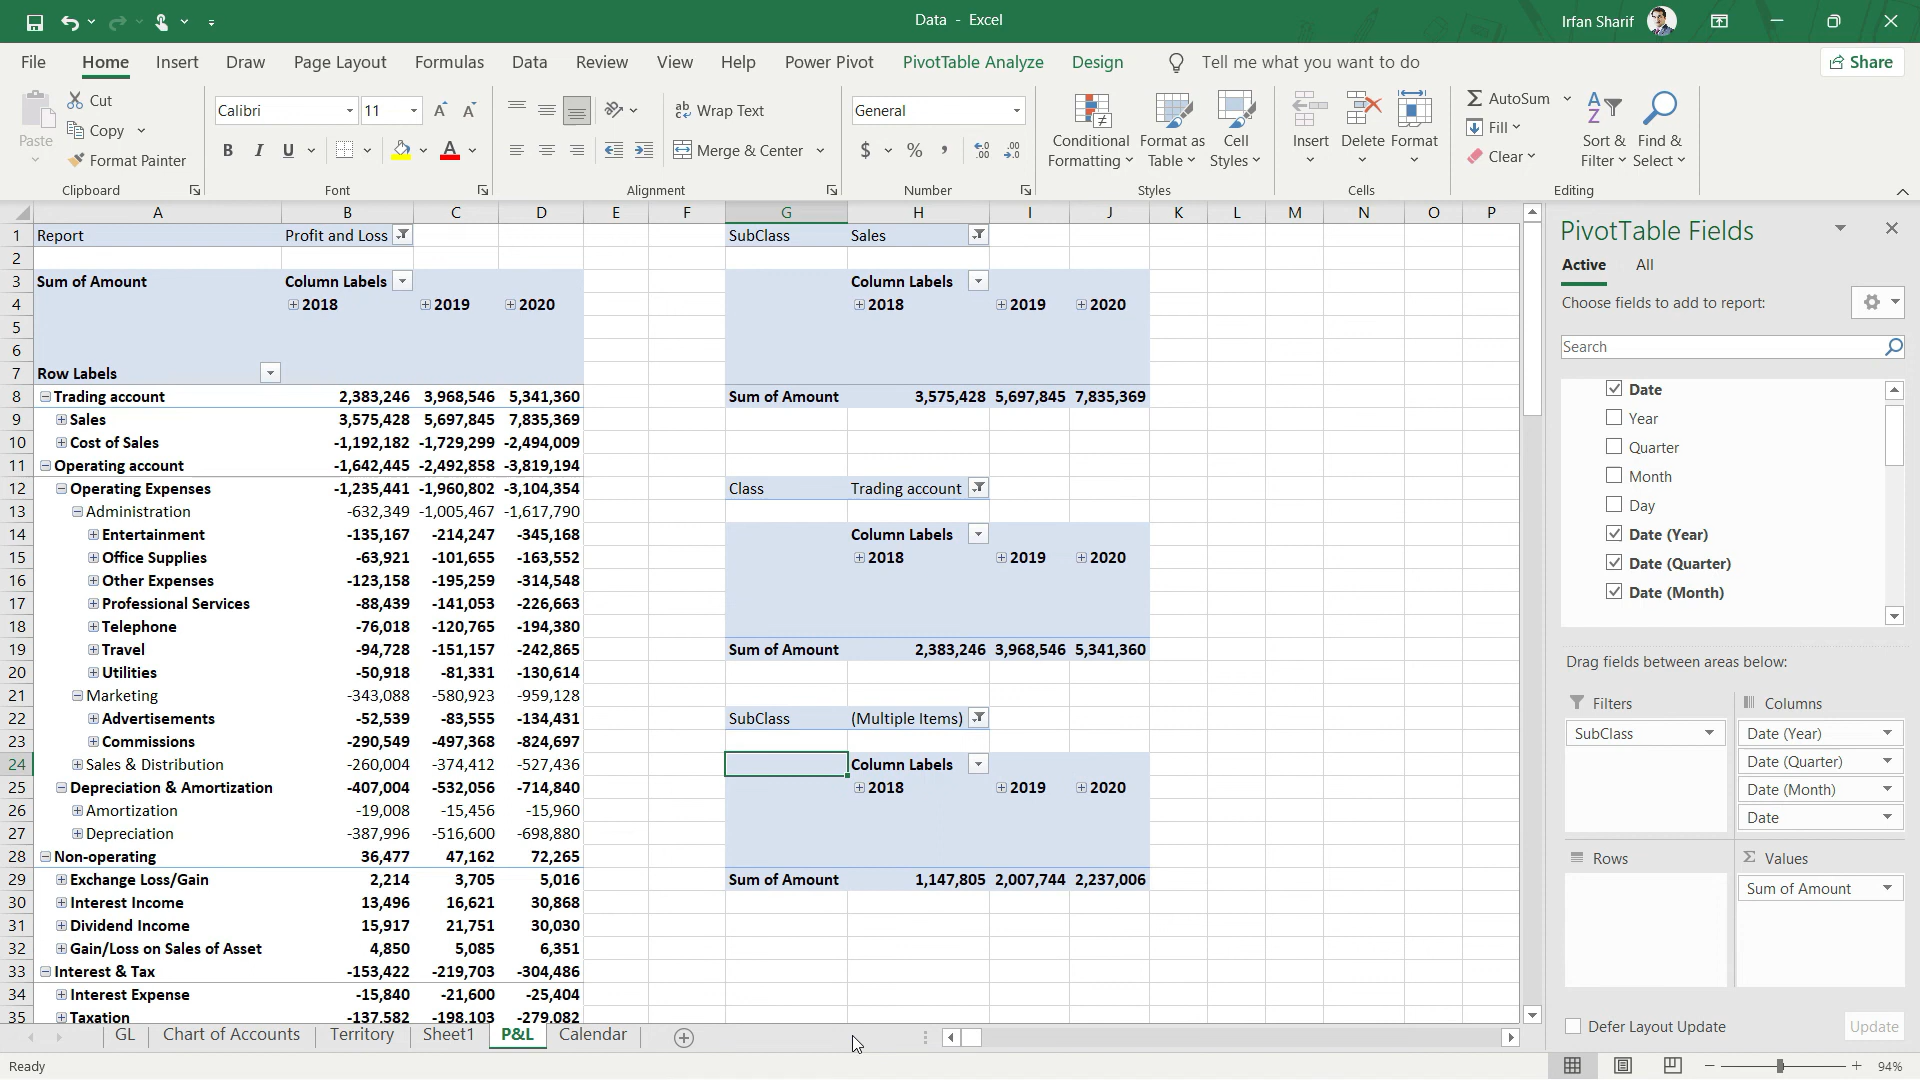 Data - Excel
Irfan Sharif
File Home Insert Draw Page Layout Formulas Data Review View Help Power Pivot PivotTable Analyze Design Tell me what you want to do Share
Paste
Cut
Copy
Format Painter
Clipboard
Calibri 11
B I U
Font
Wrap Text
Merge & Center
Alignment
General
$ % ,
Number
Conditional Formatting
Format as Table
Cell Styles
Styles
Insert Delete Format
Cells
AutoSum
Fill
Clear
Sort & Filter
Find & Select
Editing
A B C D E F G H I J K L M N O P
1 Report Profit and Loss SubClass Sales
2
3 Sum of Amount Column Labels Column Labels
4 2018 2019 2020 2018 2019 2020
5
6
7 Row Labels
8 Trading account 2,383,246 3,968,546 5,341,360 Sum of Amount 3,575,428 5,697,845 7,835,369
9 Sales 3,575,428 5,697,845 7,835,369
10 Cost of Sales -1,192,182 -1,729,299 -2,494,009
11 Operating account -1,642,445 -2,492,858 -3,819,194
12 Operating Expenses -1,235,441 -1,960,802 -3,104,354 Class Trading account
13 Administration -632,349 -1,005,467 -1,617,790
14 Entertainment -135,167 -214,247 -345,168 Column Labels
15 Office Supplies -63,921 -101,655 -163,552 2018 2019 2020
16 Other Expenses -123,158 -195,259 -314,548
17 Professional Services -88,439 -141,053 -226,663
18 Telephone -76,018 -120,765 -194,380
19 Travel -94,728 -151,157 -242,865 Sum of Amount 2,383,246 3,968,546 5,341,360
20 Utilities -50,918 -81,331 -130,614
21 Marketing -343,088 -580,923 -959,128
22 Advertisements -52,539 -83,555 -134,431 SubClass (Multiple Items)
23 Commissions -290,549 -497,368 -824,697
24 Sales & Distribution -260,004 -374,412 -527,436 Column Labels
25 Depreciation & Amortization -407,004 -532,056 -714,840 2018 2019 2020
26 Amortization -19,008 -15,456 -15,960
27 Depreciation -387,996 -516,600 -698,880
28 Non-operating 36,477 47,162 72,265
29 Exchange Loss/Gain 2,214 3,705 5,016 Sum of Amount 1,147,805 2,007,744 2,237,006
30 Interest Income 13,496 16,621 30,868
31 Dividend Income 15,917 21,751 30,030
32 Gain/Loss on Sales of Asset 4,850 5,085 6,351
33 Interest & Tax -153,422 -219,703 -304,486
34 Interest Expense -15,840 -21,600 -25,404
35 Taxation -137,582 -198,103 -279,082
GL Chart of Accounts Territory Sheet1 P&L Calendar
Ready
94%
PivotTable Fields
Active All
Choose fields to add to report:
Search
Date
Year
Quarter
Month
Day
Date (Year)
Date (Quarter)
Date (Month)
Drag fields between areas below:
Filters
SubClass
Columns
Date (Year)
Date (Quarter)
Date (Month)
Date
Rows
Σ Values
Sum of Amount
Defer Layout Update Update